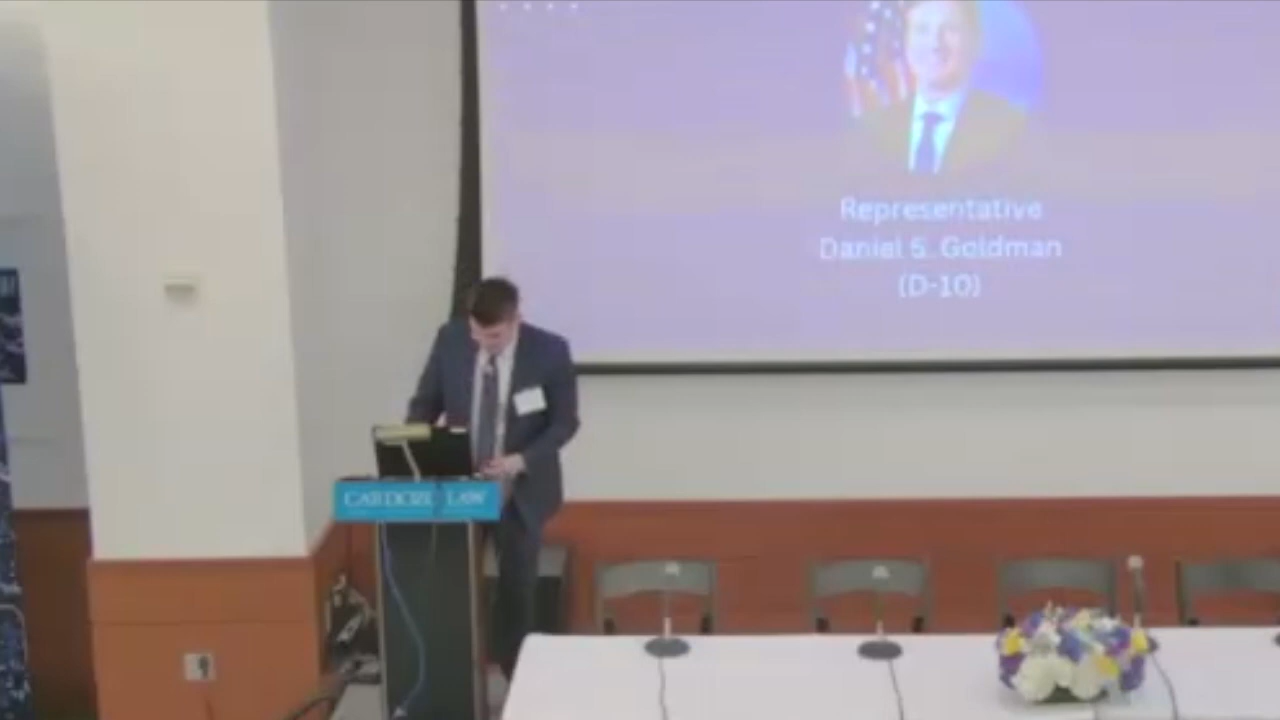 Representative
Daniel S. Goldman
(D-10)
CARDOZO LAW